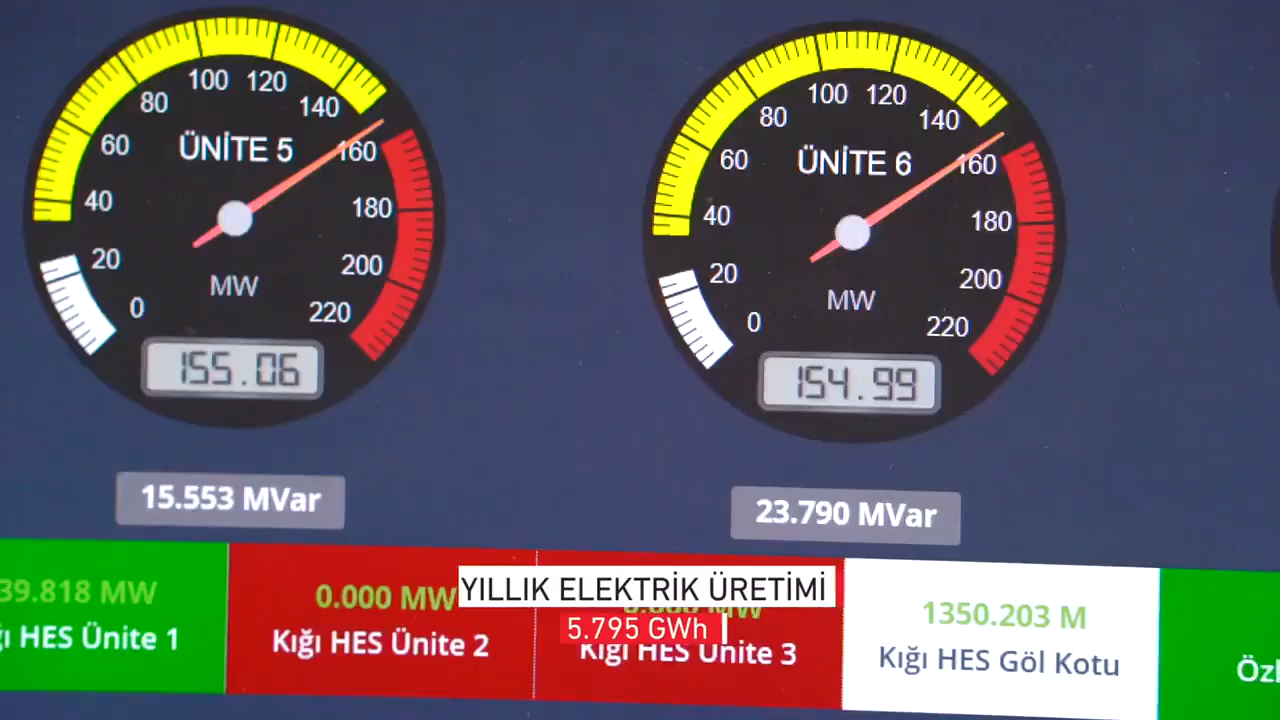 100 120
80 140
60 ÜNİTE 5 160
40 180
20 200
MW
0 220
155.06
15.553 MVar
100 120
80 140
60 ÜNİTE 6 160
40 180
20 200
MW
0 220
154.99
23.790 MVar
39.818 MW
HES Ünite 1
0.000 MW
Kığı HES Ünite 2
YILLIK ELEKTRİK ÜRETİMİ
5.795 GWh
MW
Kığı HES Ünite 3
1350.203 M
Kığı HES Göl Kotu